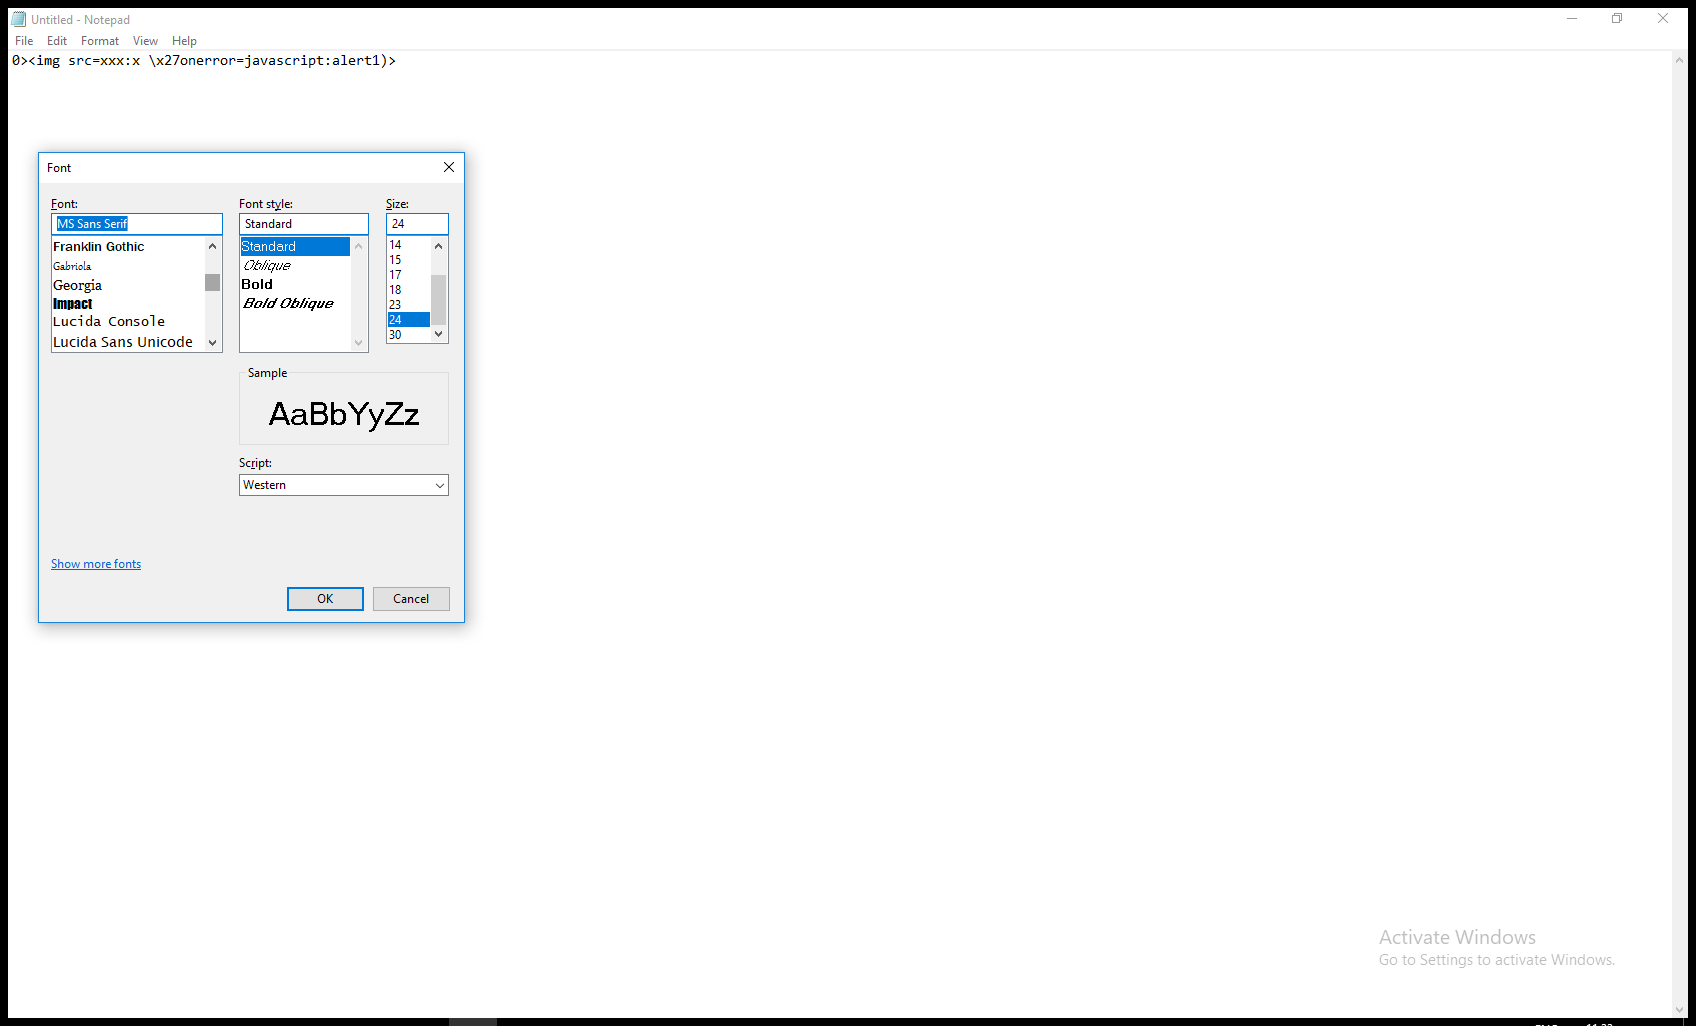 Untitled - Notepad
File Edit Format View Help
0><img src=xxx:x \x27onerror=javascript:alert1)>
Font
Font: Font style: Size:
MS Sans Serif Standard 24
Franklin Gothic
Gabriola
Georgia
Impact
Lucida Console
Lucida Sans Unicode
Standard
Oblique
Bold
Bold Oblique
14
15
17
18
23
24
30
Sample
AaBbYyZz
Script:
Western
Show more fonts
OK Cancel
Activate Windows
Go to Settings to activate Windows.